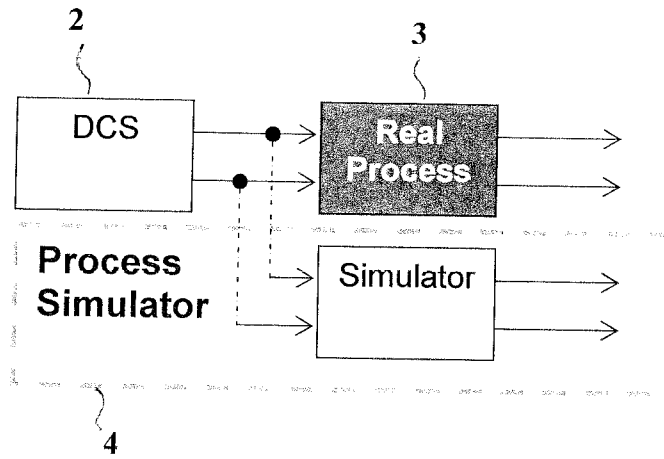 2
3
DCS
Real
Process
Process
Simulator
Simulator
4